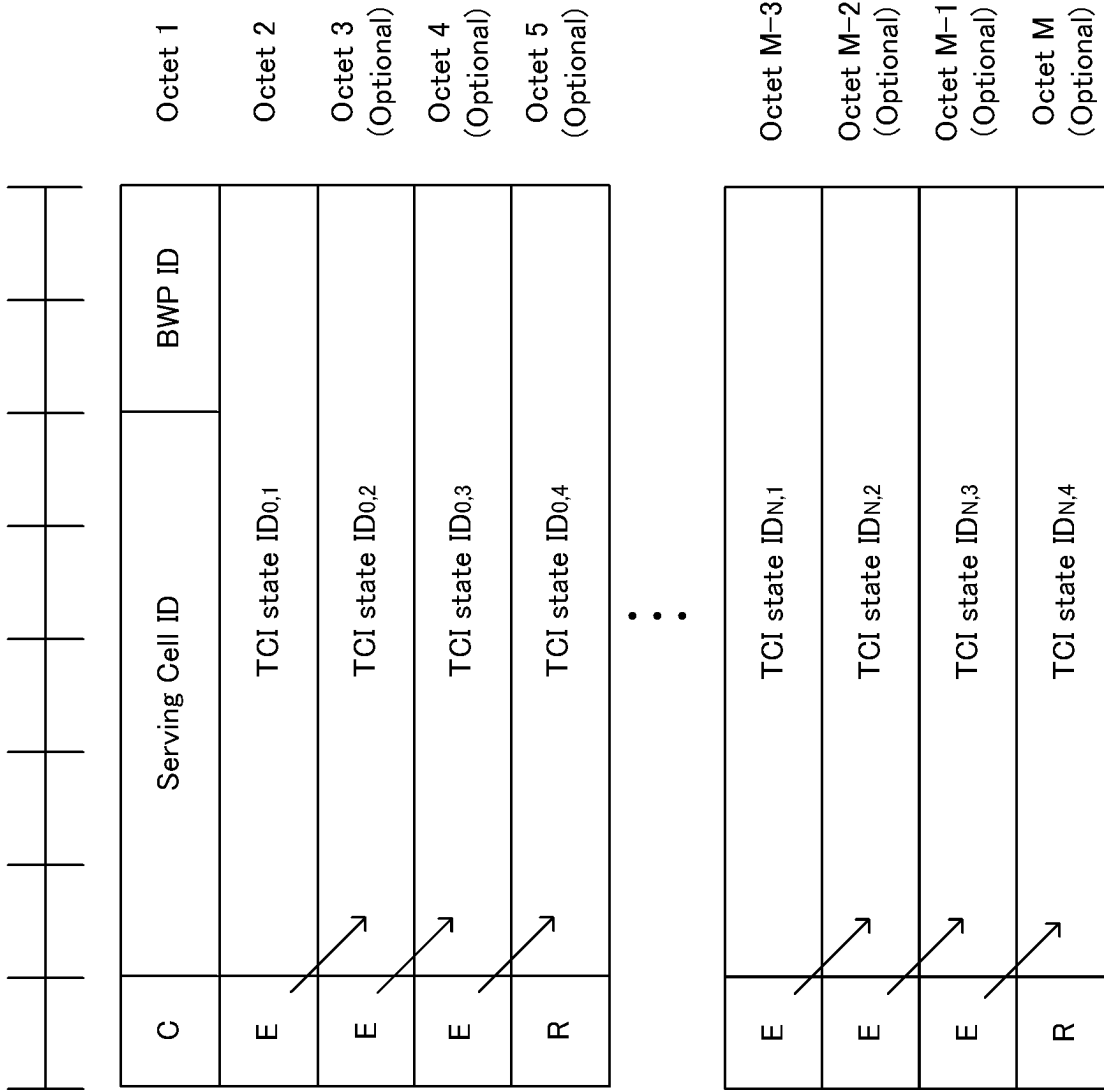 C Serving Cell ID BWP ID Octet 1
E TCI state ID0,1 Octet 2
E TCI state ID0,2 Octet 3
(Optional)
E TCI state ID0,3 Octet 4
(Optional)
R TCI state ID0,4 Octet 5
(Optional)
• • •
E TCI state IDN,1 Octet M-3
E TCI state IDN,2 Octet M-2
(Optional)
E TCI state IDN,3 Octet M-1
(Optional)
R TCI state IDN,4 Octet M
(Optional)